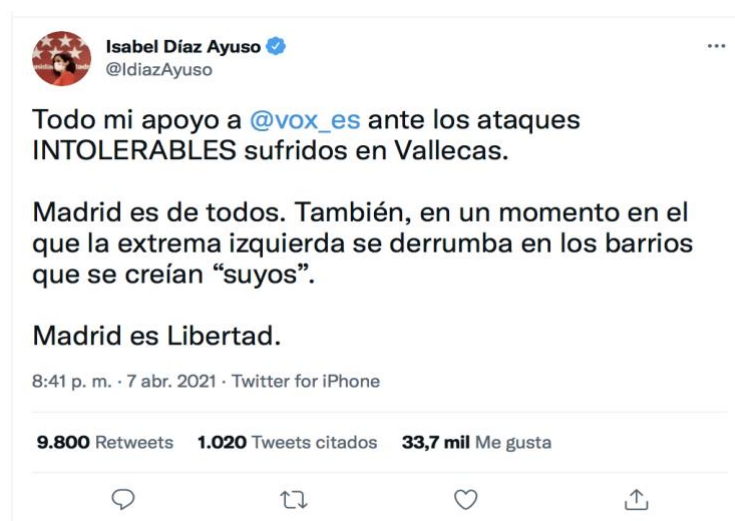 Isabel Díaz Ayuso
@IdiazAyuso
Todo mi apoyo a @vox_es ante los ataques
INTOLERABLES sufridos en Vallecas.
Madrid es de todos. También, en un momento en el
que la extrema izquierda se derrumba en los barrios
que se creían “suyos”.
Madrid es Libertad.
8:41 p. m. · 7 abr. 2021 · Twitter for iPhone
9.800 Retweets 1.020 Tweets citados 33,7 mil Me gusta